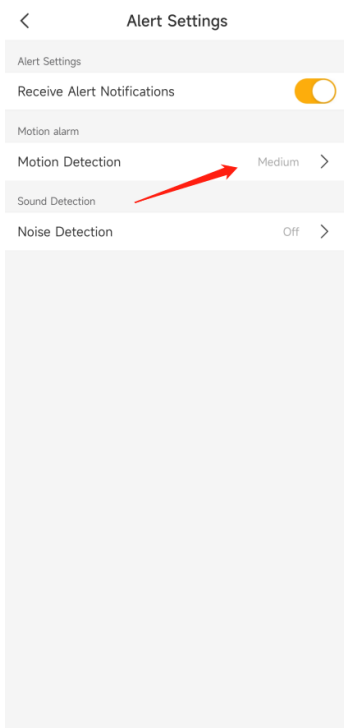 Alert Settings
Alert Settings
Receive Alert Notifications
Motion alarm
Motion Detection Medium
Sound Detection
Noise Detection Off